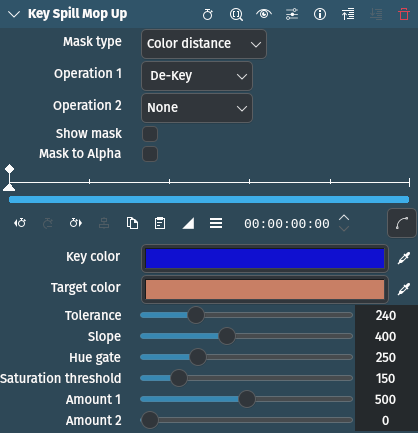 Key Spill Mop Up
Mask type Color distance
Operation 1 De-Key
Operation 2 None
Show mask
Mask to Alpha
00:00:00:00
Key color
Target color
Tolerance 240
Slope 400
Hue gate 250
Saturation threshold 150
Amount 1 500
Amount 2 0